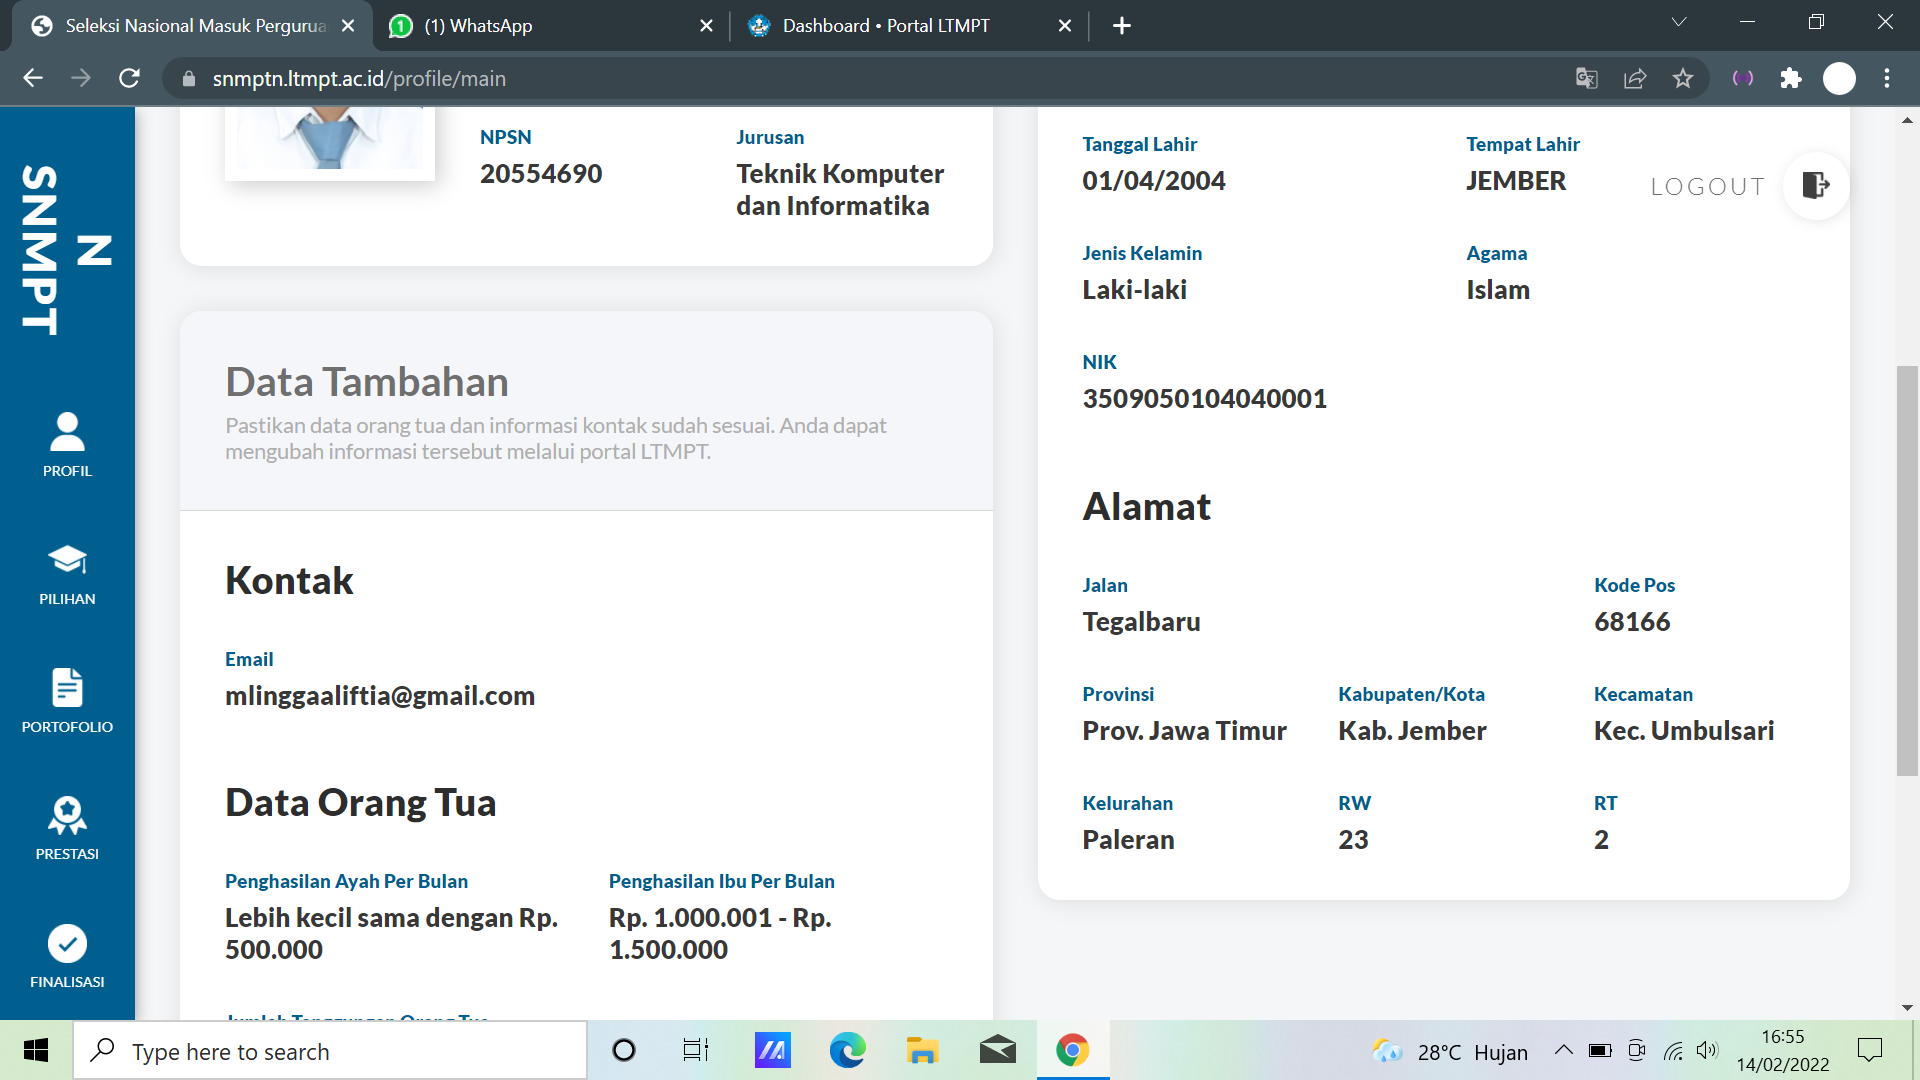 Seleksi Nasional Masuk Pergurua
(1) WhatsApp
Dashboard • Portal LTMPT
snmptn.ltmpt.ac.id/profile/main
SNMPT
N
PROFIL
PILIHAN
PORTOFOLIO
PRESTASI
FINALISASI
NPSN
20554690
Jurusan
Teknik Komputer
dan Informatika
Data Tambahan
Pastikan data orang tua dan informasi kontak sudah sesuai. Anda dapat
mengubah informasi tersebut melalui portal LTMPT.
Kontak
Email
mlinggaaliftia@gmail.com
Data Orang Tua
Penghasilan Ayah Per Bulan
Lebih kecil sama dengan Rp.
500.000
Penghasilan Ibu Per Bulan
Rp. 1.000.001 - Rp.
1.500.000
Jumlah Tanggungan Orang Tua
Tanggal Lahir
01/04/2004
Tempat Lahir
JEMBER
LOGOUT
Jenis Kelamin
Laki-laki
Agama
Islam
NIK
3509050104040001
Alamat
Jalan
Tegalbaru
Kode Pos
68166
Provinsi
Prov. Jawa Timur
Kabupaten/Kota
Kab. Jember
Kecamatan
Kec. Umbulsari
Kelurahan
Paleran
RW
23
RT
2
Type here to search
28°C Hujan
16:55
14/02/2022